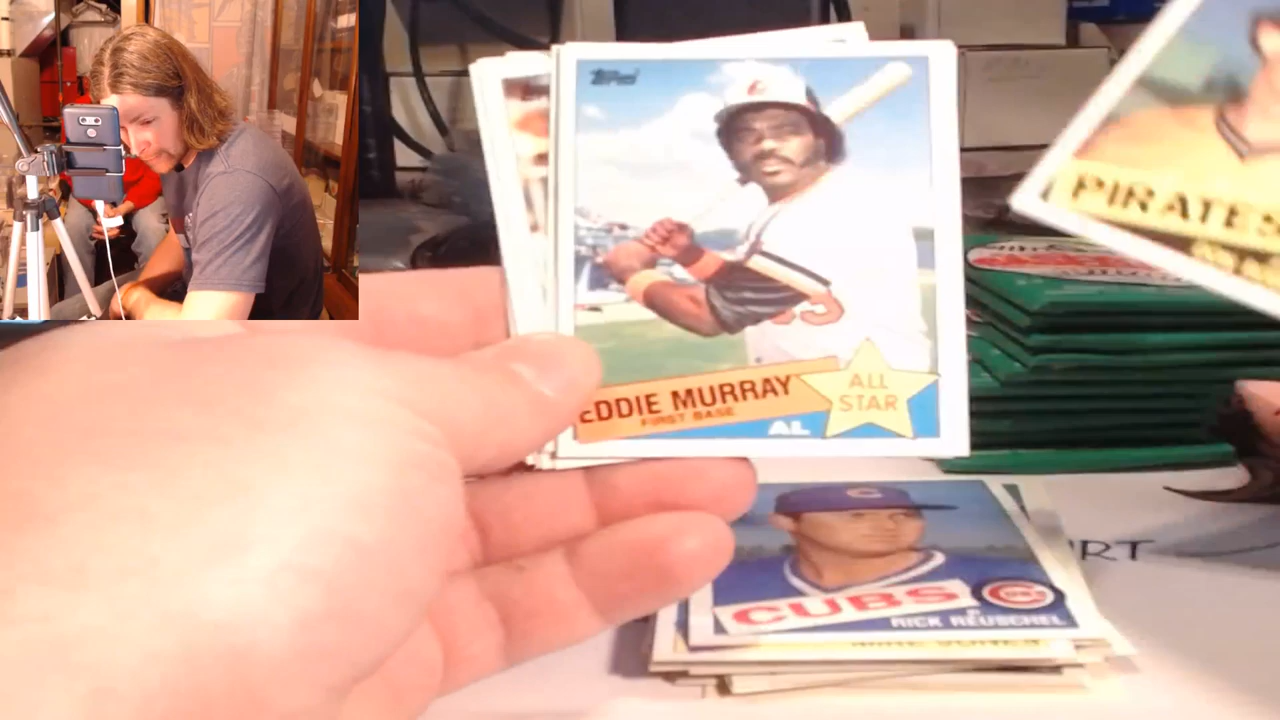 Topps
EDDIE MURRAY
FIRST BASE
ALL
STAR
AL
PIRATES
CUBS
RICK REUSCHEL